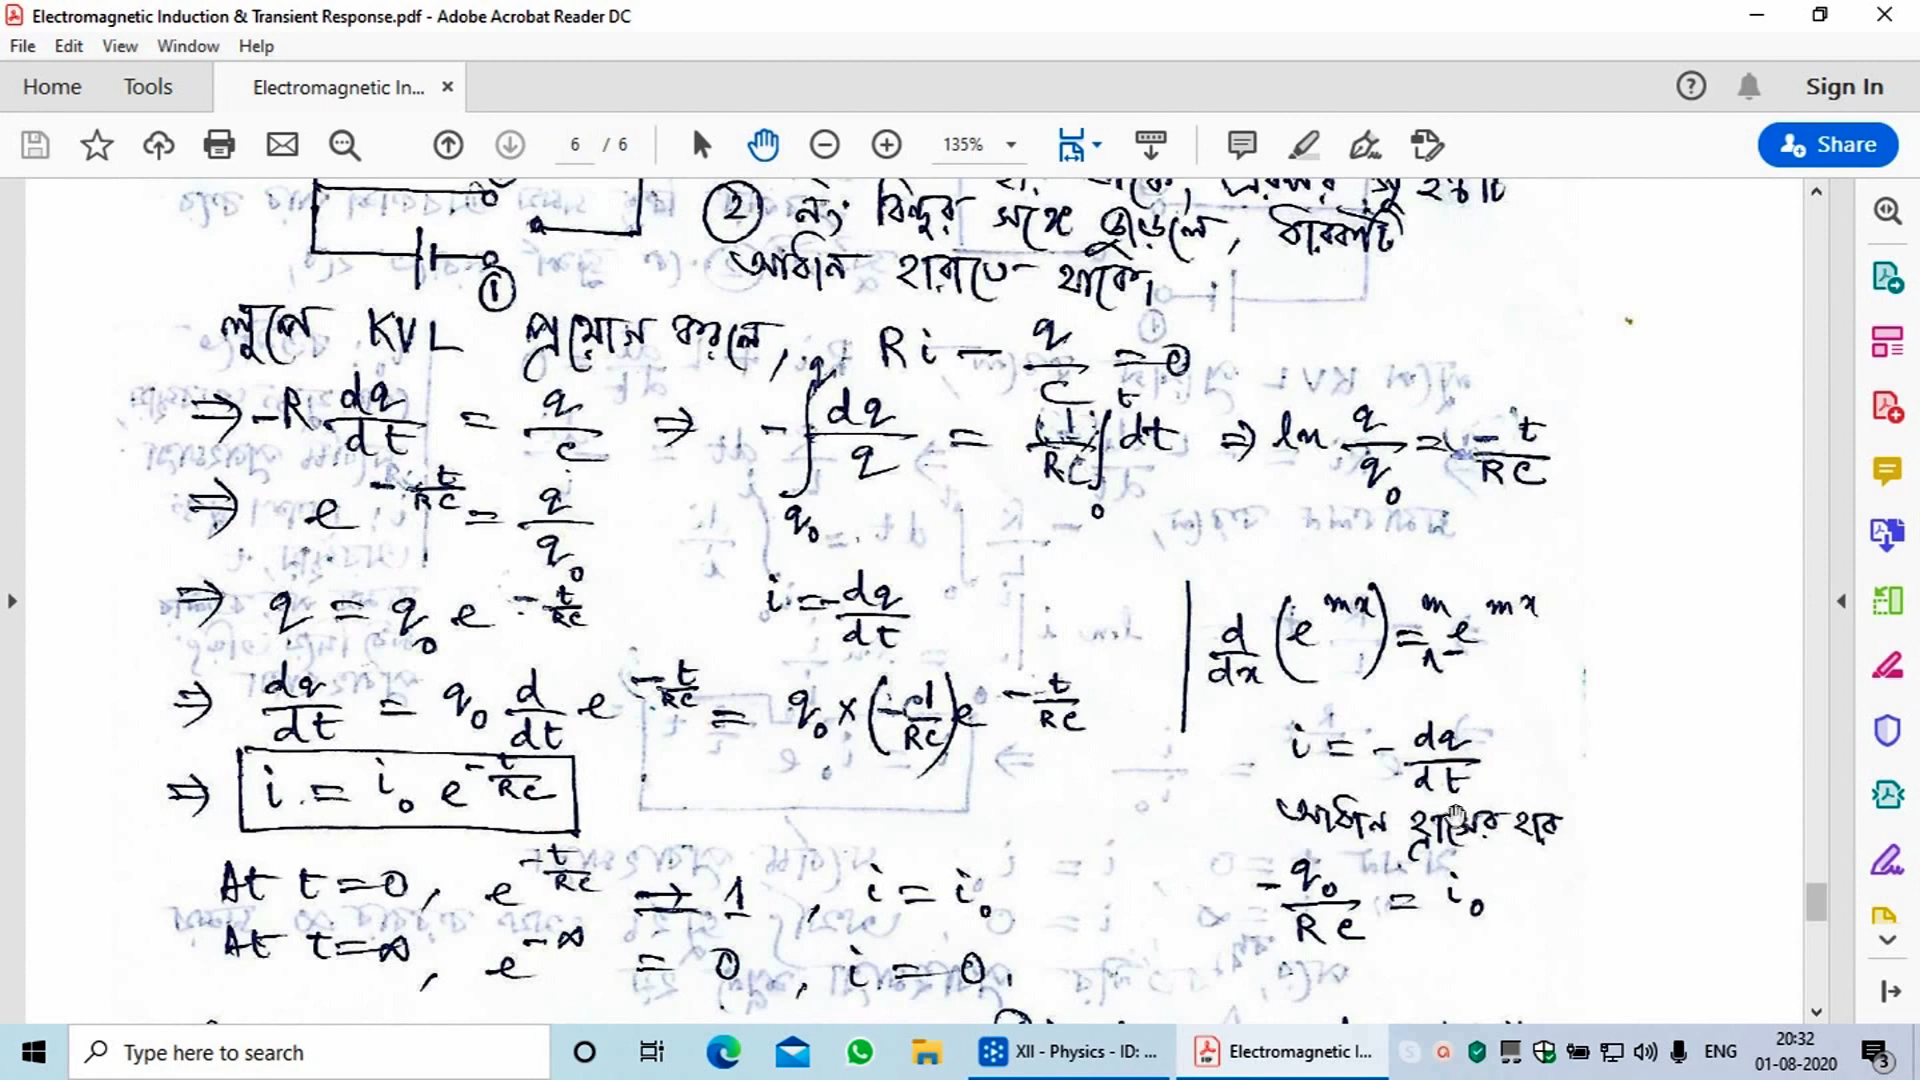 Electromagnetic Induction & Transient Response.pdf - Adobe Acrobat Reader DC
File Edit View Window Help
Home Tools Electromagnetic In... × Sign In
6 / 6 135% Share
② নং বিন্দুর সঙ্গে জুড়লে,
আধান হারাতে থাকে।
①
লুপে KVL প্রয়োগ করলে, Ri - q/C = 0
⇒ -R dq/dt = q/C ⇒ -∫_{q₀}^{q} dq/q = 1/RC ∫_0^t dt ⇒ ln q/q₀ = -t/RC
⇒ e^{-t/RC} = q/q₀
⇒ q = q₀ e^{-t/RC} i = -dq/dt
d/dx (e^{mx}) = m e^{mx}
⇒ dq/dt = q₀ d/dt e^{-t/RC} = q₀ × (-1/RC) e^{-t/RC}
i = - dq/dt
⇒ i = i₀ e^{-t/RC}
আধান হ্রাসের হার
At t = 0, e^{-t/RC} → 1, i = i₀
-q₀/RC = i₀
At t = ∞, e^{-∞} = 0, i = 0.
Type here to search
XII - Physics - ID: ...
Electromagnetic I...
ENG
20:32
01-08-2020
3